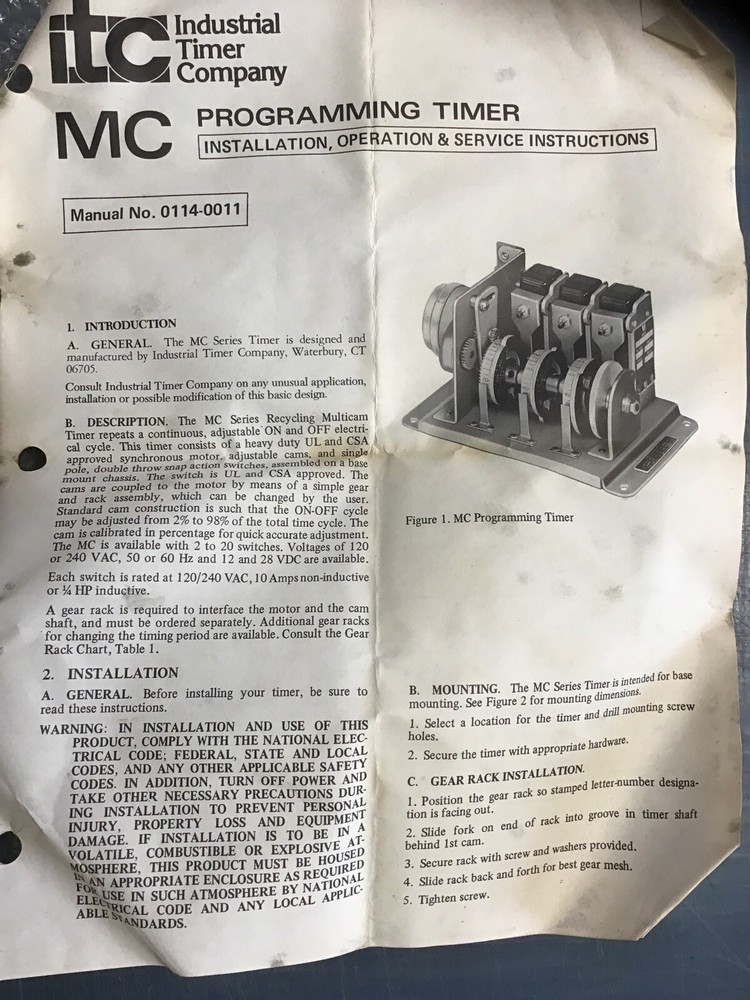 itc Industrial
Timer
Company
MC PROGRAMMING TIMER
INSTALLATION, OPERATION & SERVICE INSTRUCTIONS
Manual No. 0114-0011
1. INTRODUCTION
A. GENERAL. The MC Series Timer is designed and
manufactured by Industrial Timer Company, Waterbury, CT
06705.
Consult Industrial Timer Company on any unusual application,
installation or possible modification of this basic design.
B. DESCRIPTION. The MC Series Recycling Multicam
Timer repeats a continuous, adjustable ON and OFF electri-
cal cycle. This timer consists of a heavy duty UL and CSA
approved synchronous motor, adjustable cams, and single
pole, double throw snap action switches, assembled on a base
mount chassis. The switch is UL and CSA approved. The
cams are coupled to the motor by means of a simple gear
and rack assembly, which can be changed by the user.
Standard cam construction is such that the ON-OFF cycle
may be adjusted from 2% to 98% of the total time cycle. The
cam is calibrated in percentage for quick accurate adjustment.
The MC is available with 2 to 20 switches. Voltages of 120
or 240 VAC, 50 or 60 Hz and 12 and 28 VDC are available.
Each switch is rated at 120/240 VAC, 10 Amps non-inductive
or ¼ HP inductive.
A gear rack is required to interface the motor and the cam
shaft, and must be ordered separately. Additional gear racks
for changing the timing period are available. Consult the Gear
Rack Chart, Table 1.
2. INSTALLATION
A. GENERAL. Before installing your timer, be sure to
read these instructions.
WARNING: IN INSTALLATION AND USE OF THIS
PRODUCT, COMPLY WITH THE NATIONAL ELEC-
TRICAL CODE; FEDERAL, STATE AND LOCAL
CODES, AND ANY OTHER APPLICABLE SAFETY
CODES. IN ADDITION, TURN OFF POWER AND
TAKE OTHER NECESSARY PRECAUTIONS DUR-
ING INSTALLATION TO PREVENT PERSONAL
INJURY, PROPERTY LOSS AND EQUIPMENT
DAMAGE. IF INSTALLATION IS TO BE IN A
VOLATILE, COMBUSTIBLE OR EXPLOSIVE AT-
MOSPHERE, THIS PRODUCT MUST BE HOUSED
IN AN APPROPRIATE ENCLOSURE AS REQUIRED
FOR USE IN SUCH ATMOSPHERE BY NATIONAL
ELECTRICAL CODE AND ANY LOCAL APPLIC-
ABLE STANDARDS.
Figure 1. MC Programming Timer
B. MOUNTING. The MC Series Timer is intended for base
mounting. See Figure 2 for mounting dimensions.
1. Select a location for the timer and drill mounting screw
holes.
2. Secure the timer with appropriate hardware.
C. GEAR RACK INSTALLATION.
1. Position the gear rack so stamped letter-number designa-
tion is facing out.
2. Slide fork on end of rack into groove in timer shaft
behind 1st cam.
3. Secure rack with screw and washers provided.
4. Slide rack back and forth for best gear mesh.
5. Tighten screw.